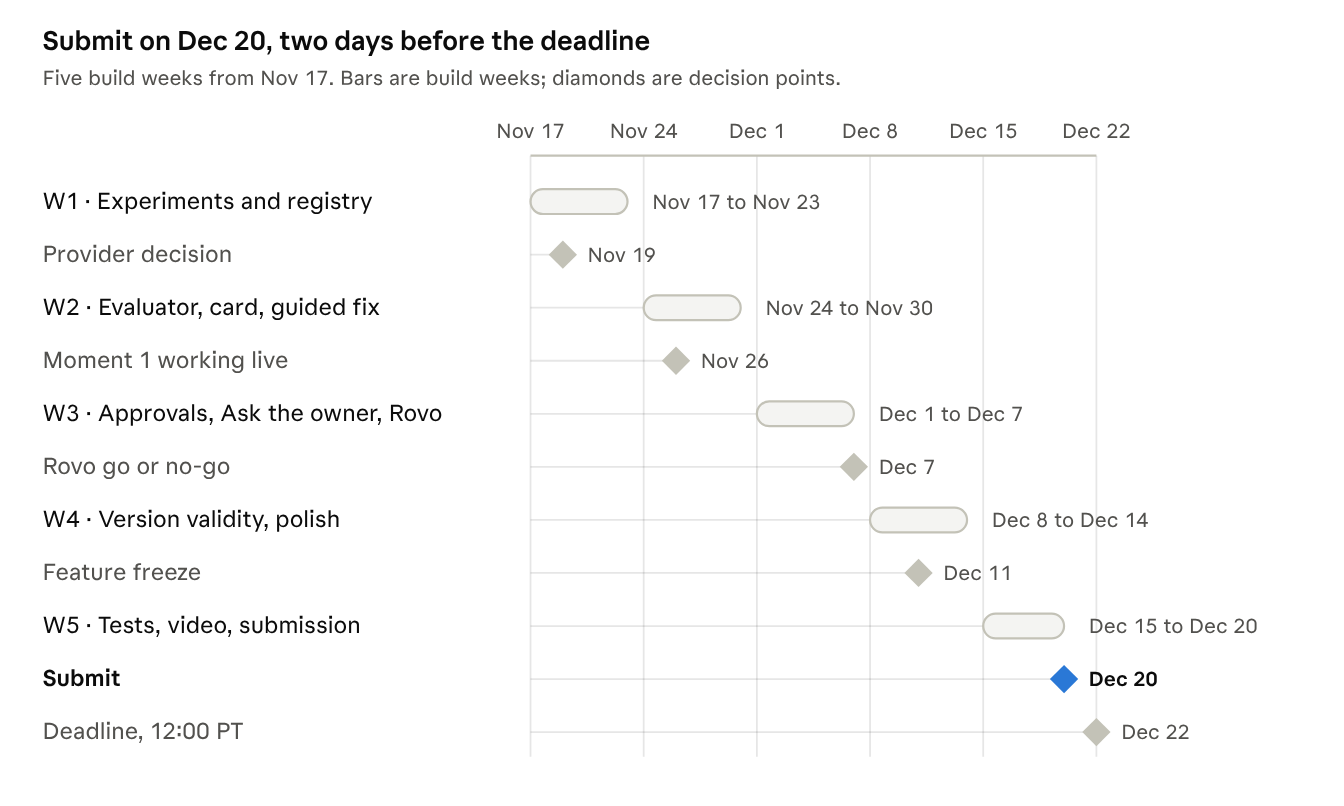 Submit on Dec 20, two days before the deadline
Five build weeks from Nov 17. Bars are build weeks; diamonds are decision points.
Nov 17 Nov 24 Dec 1 Dec 8 Dec 15 Dec 22
W1 · Experiments and registry Nov 17 to Nov 23
Provider decision Nov 19
W2 · Evaluator, card, guided fix Nov 24 to Nov 30
Moment 1 working live Nov 26
W3 · Approvals, Ask the owner, Rovo Dec 1 to Dec 7
Rovo go or no-go Dec 7
W4 · Version validity, polish Dec 8 to Dec 14
Feature freeze Dec 11
W5 · Tests, video, submission Dec 15 to Dec 20
Submit Dec 20
Deadline, 12:00 PT Dec 22